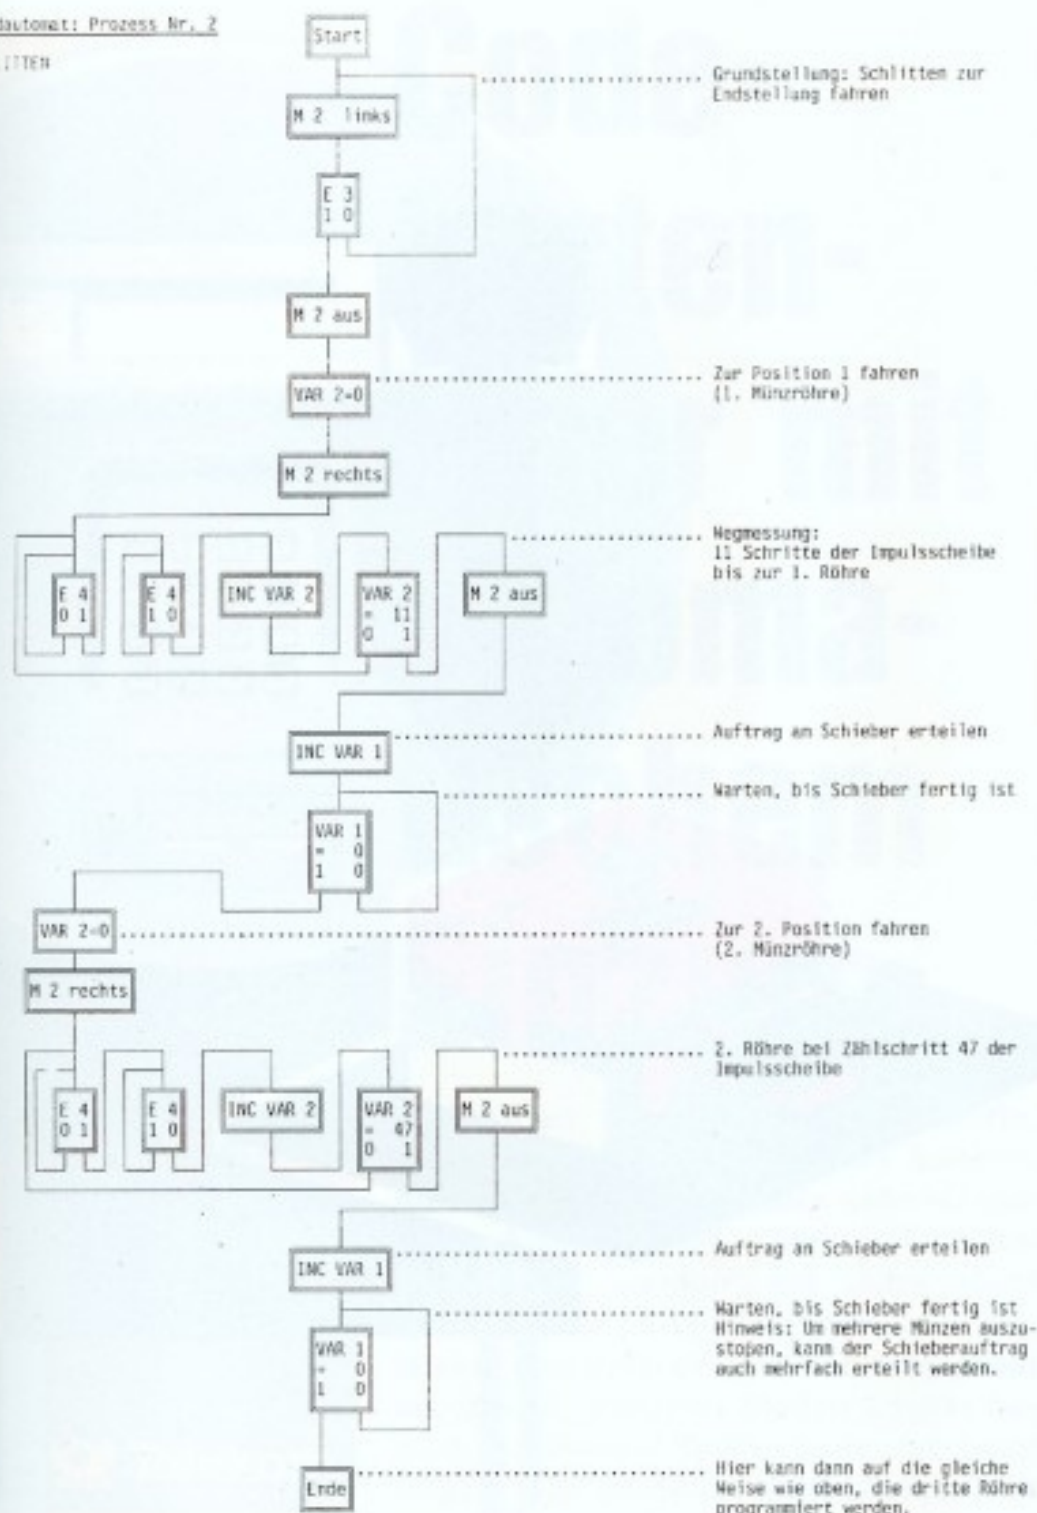 dautomat: Prozess Nr. 2
ITTEN
Start
Grundstellung: Schlitten zur
Endstellung fahren
M 2 links
E 3
1 0
M 2 aus
Zur Position 1 fahren
(1. Münzröhre)
VAR 2=0
M 2 rechts
Wegmessung:
11 Schritte der Impulsscheibe
bis zur 1. Röhre
E 4
0 1
E 4
1 0
INC VAR 2
VAR 2
= 11
0 1
M 2 aus
Auftrag an Schieber erteilen
INC VAR 1
Warten, bis Schieber fertig ist
VAR 1
= 0
1 0
VAR 2=0
Zur 2. Position fahren
(2. Münzröhre)
M 2 rechts
2. Röhre bei Zählschritt 47 der
Impulsscheibe
E 4
0 1
E 4
1 0
INC VAR 2
VAR 2
= 47
0 1
M 2 aus
Auftrag an Schieber erteilen
INC VAR 1
Warten, bis Schieber fertig ist
Hinweis: Um mehrere Münzen auszu-
stoßen, kann der Schieberauftrag
auch mehrfach erteilt werden.
VAR 1
= 0
1 0
Ende
Hier kann dann auf die gleiche
Weise wie oben, die dritte Röhre
programmiert werden.